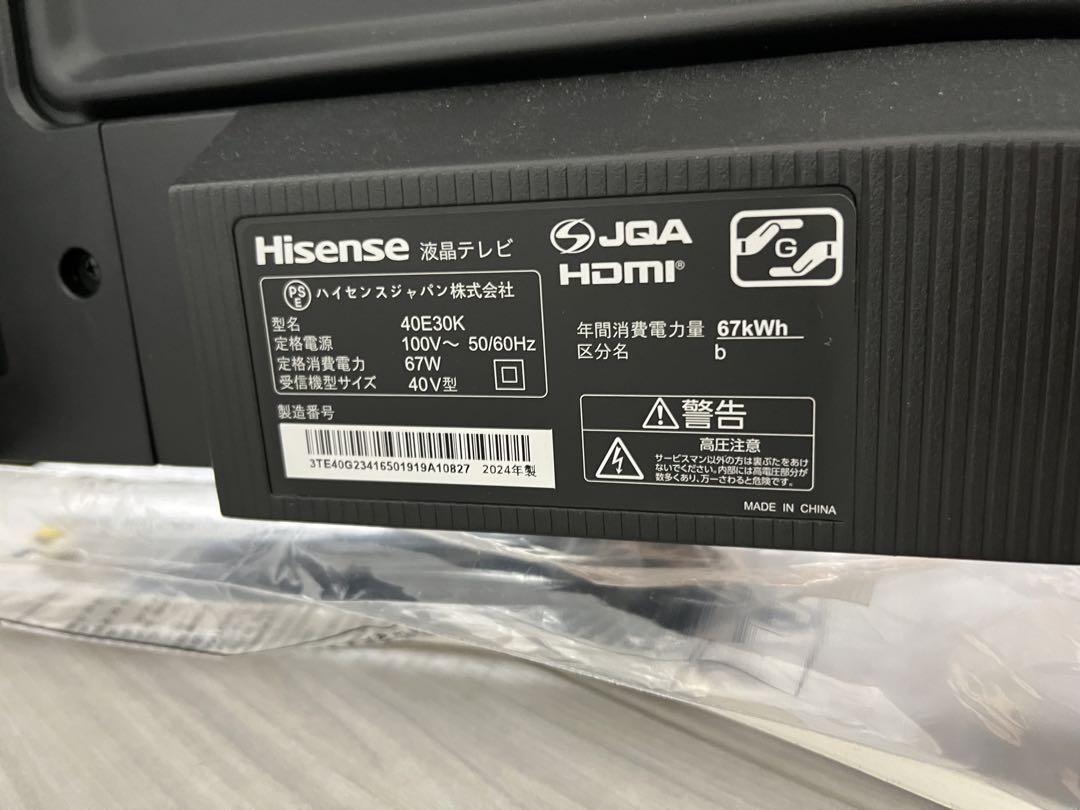 Hisense 液晶テレビ
PS
E
ハイセンスジャパン株式会社
型名 40E30K
定格電源 100V～ 50/60Hz
定格消費電力 67W
受信機型サイズ 40V型
製造番号
3TE40G23416501919A10827 2024年製
JQA
HDMI®
G
年間消費電力量 67kWh
区分名 b
警告
高圧注意
サービスマン以外の方は裏ぶたをあけ
ないでください。内部には高電圧部分が
数多くあり、万一さわると危険です。
MADE IN CHINA